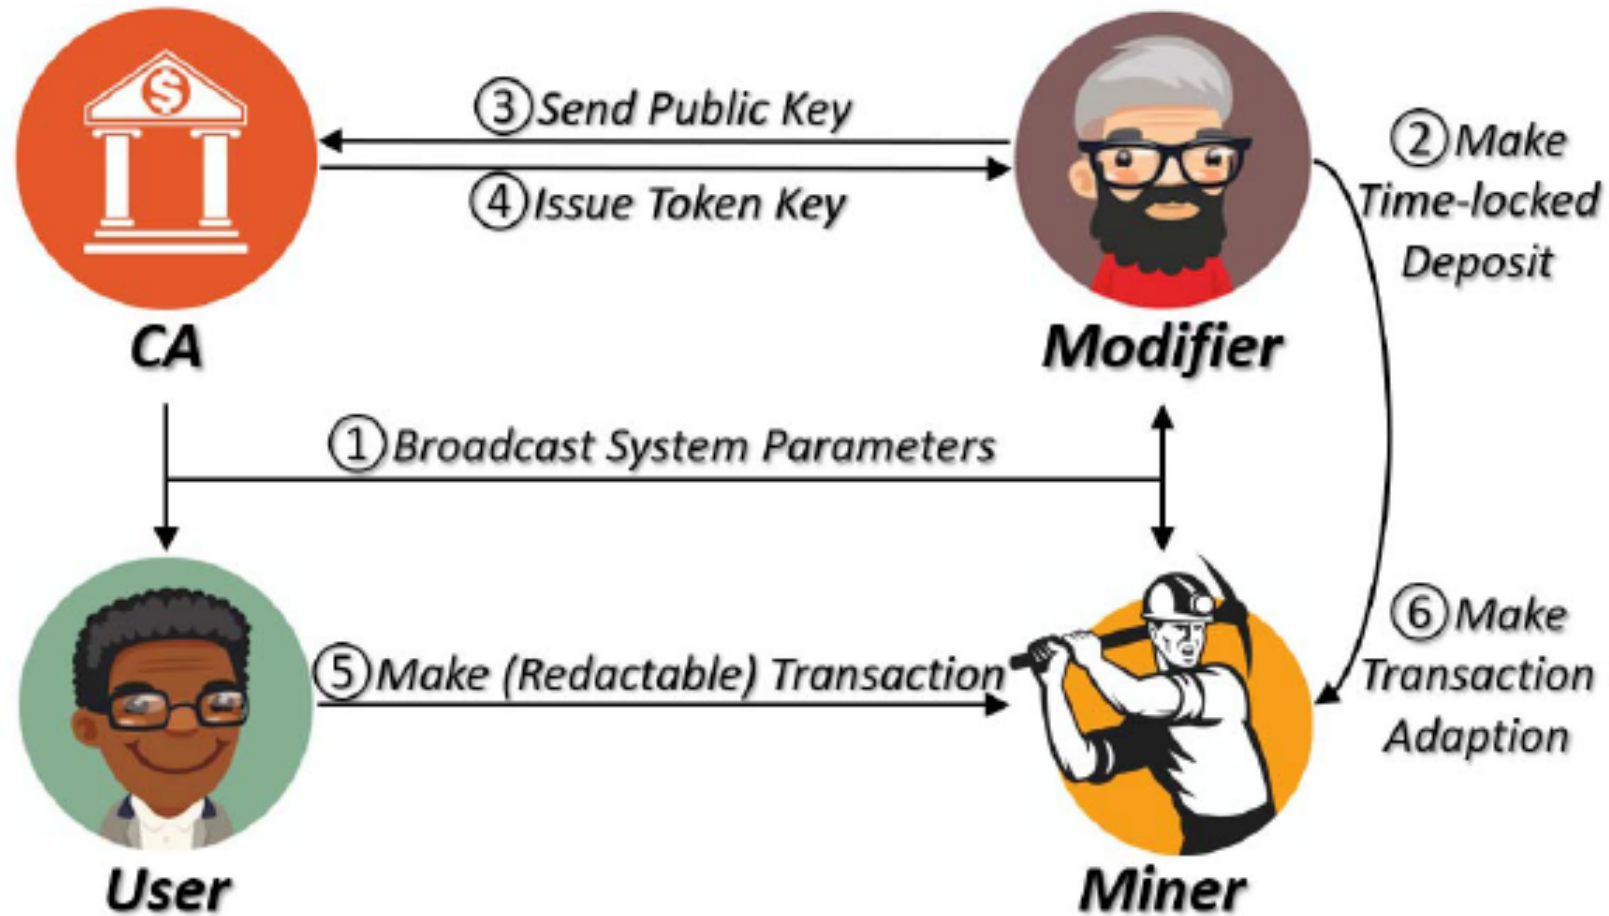 $
③Send Public Key
④Issue Token Key
②Make
Time-locked
Deposit
CA
Modifier
①Broadcast System Parameters
⑤Make (Redactable) Transaction
⑥Make
Transaction
Adaption
User
Miner